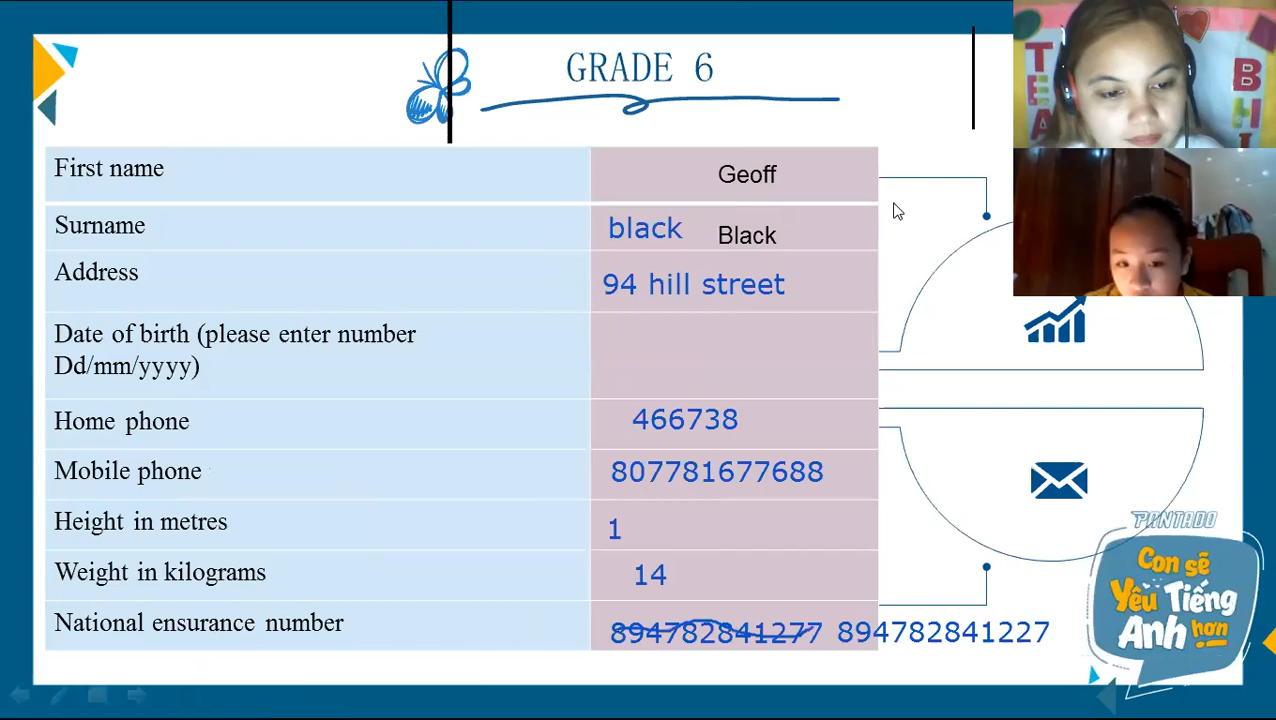 GRADE 6
First name
Geoff
Surname
black
Black
Address
94 hill street
Date of birth (please enter number
Dd/mm/yyyy)
Home phone
466738
Mobile phone
807781677688
Height in metres
1
Weight in kilograms
14
National ensurance number
894782841277
894782841227
PANTADO
Con sẽ
Yêu Tiếng
Anh hơn
T
E
A
B
H
I